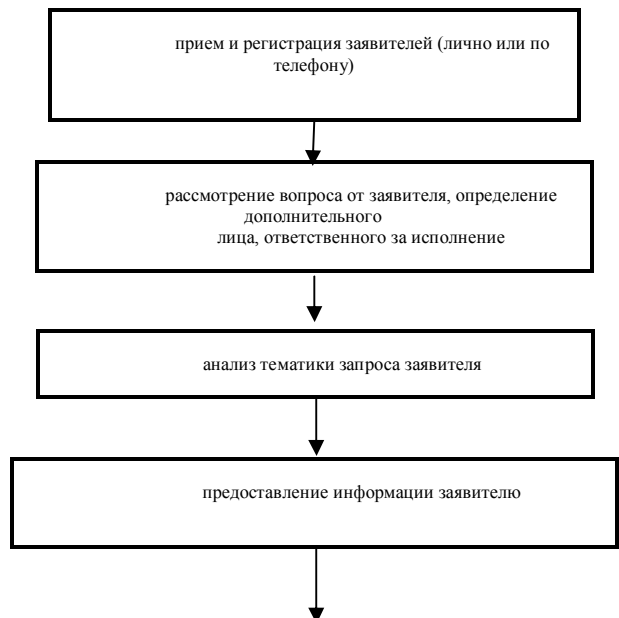 прием и регистрация заявителей (лично или по
телефону)
рассмотрение вопроса от заявителя, определение
дополнительного
лица, ответственного за исполнение
анализ тематики запроса заявителя
предоставление информации заявителю